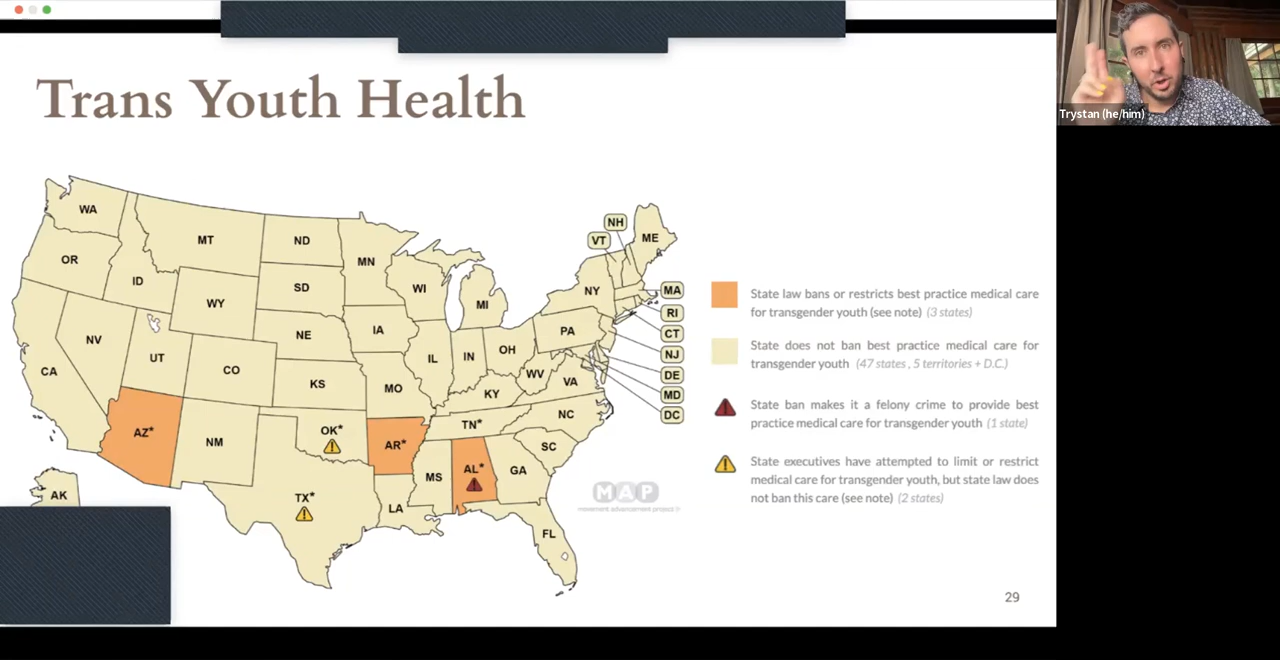 Trans Youth Health
Trystan (he/him)
WA
OR
CA
NV
ID
MT
WY
UT
AZ*
CO
NM
ND
SD
NE
KS
OK*
TX*
MN
IA
MO
AR*
LA
WI
IL
MI
IN
OH
KY
TN*
MS
AL*
GA
FL
SC
NC
VA
WV
PA
NY
VT
NH
ME
MA
RI
CT
NJ
DE
MD
DC
AK
MAP
movement advancement project
State law bans or restricts best practice medical care
for transgender youth (see note) (3 states)
State does not ban best practice medical care for
transgender youth (47 states , 5 territories + D.C.)
State ban makes it a felony crime to provide best
practice medical care for transgender youth (1 state)
State executives have attempted to limit or restrict
medical care for transgender youth, but state law does
not ban this care (see note) (2 states)
29